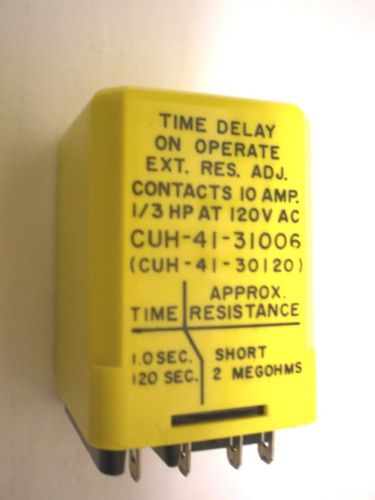 TIME DELAY
ON OPERATE
EXT. RES. ADJ.
CONTACTS 10 AMP.
1/3 HP AT 120V AC
CUH-41-31006
(CUH-41-30120)
APPROX.
TIME RESISTANCE
1.0 SEC. SHORT
120 SEC. 2 MEGOHMS